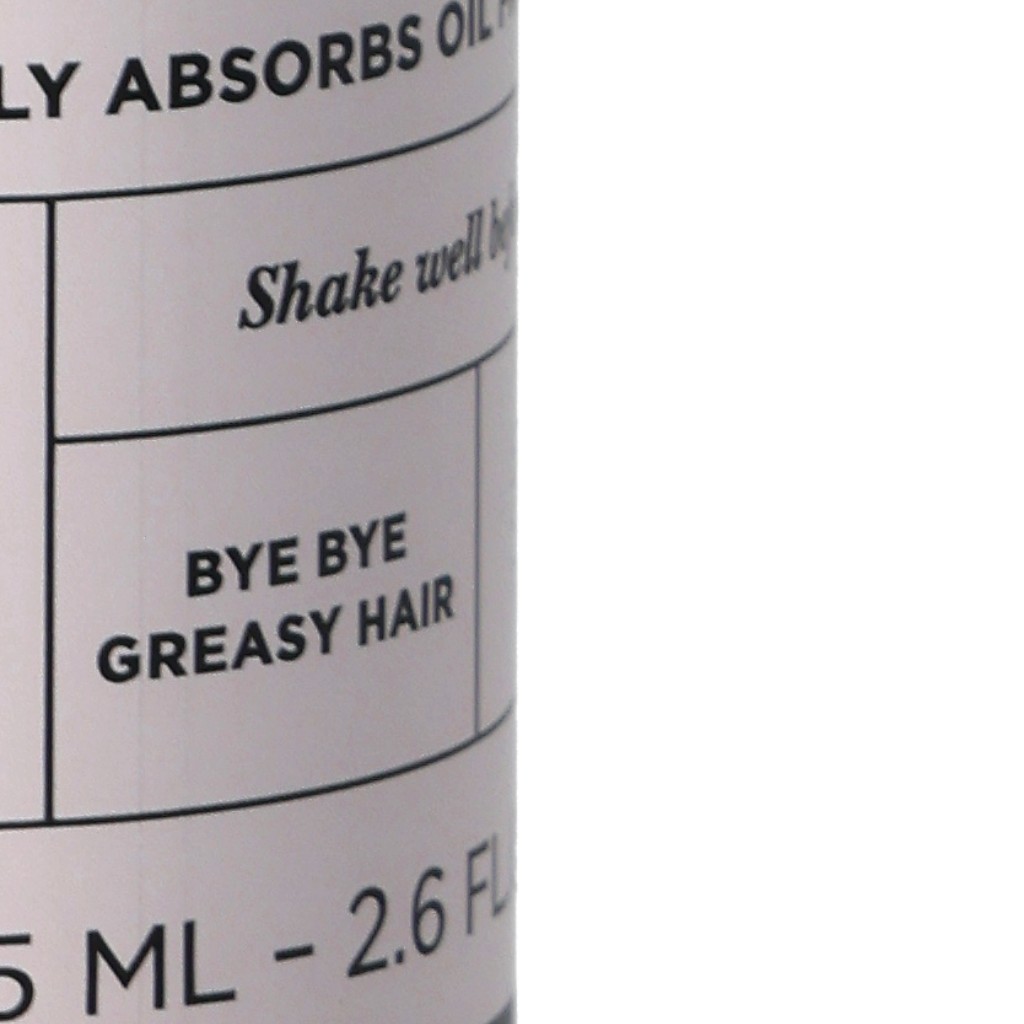 LY ABSORBS OIL
Shake well
BYE BYE
GREASY HAIR
5 ML – 2.6 FL